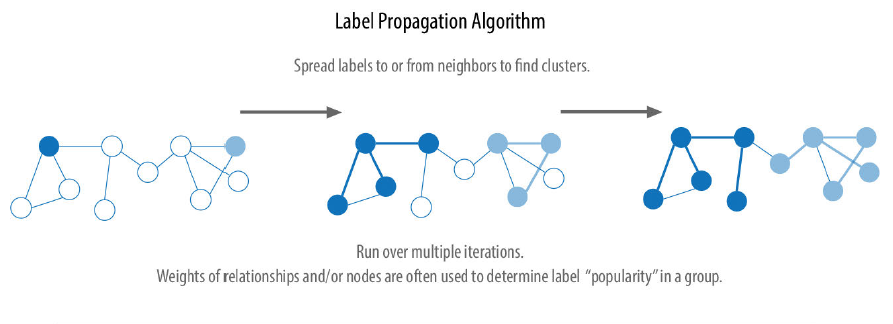 Label Propagation Algorithm
Spread labels to or from neighbors to find clusters.
Run over multiple iterations.
Weights of relationships and/or nodes are often used to determine label “popularity” in a group.